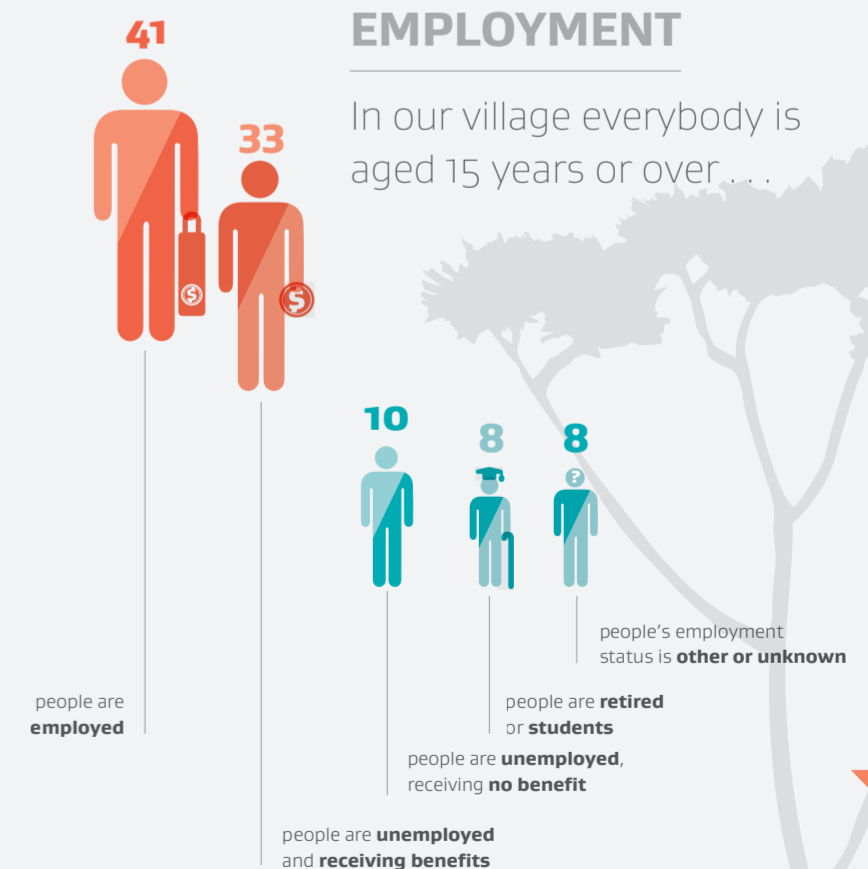 EMPLOYMENT
In our village everybody is
aged 15 years or over . . .
41
33
10
8
8
$
$
?
people's employment
status is other or unknown
people are
employed
people are retired
or students
people are unemployed,
receiving no benefit
people are unemployed
and receiving benefits